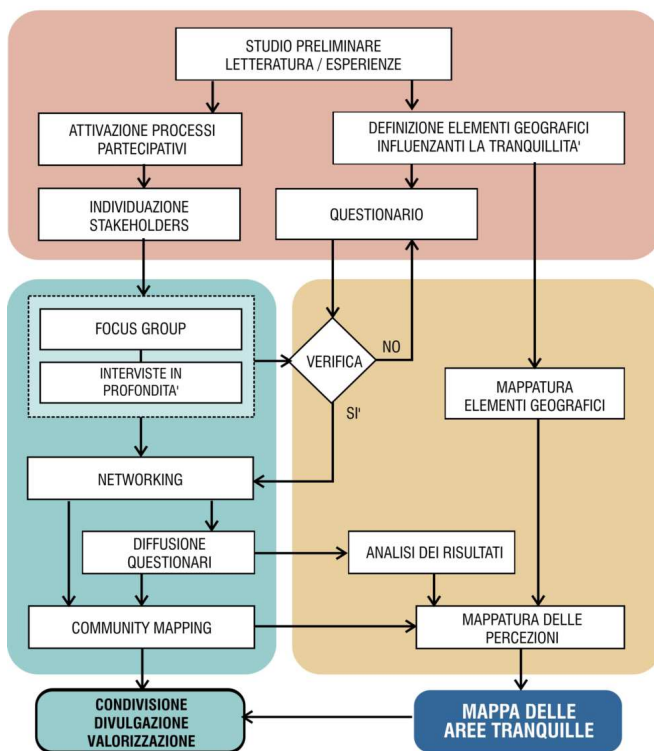 STUDIO PRELIMINARE
LETTERATURA / ESPERIENZE
ATTIVAZIONE PROCESSI
PARTECIPATIVI
DEFINIZIONE ELEMENTI GEOGRAFICI
INFLUENZANTI LA TRANQUILLITA'
INDIVIDUAZIONE
STAKEHOLDERS
QUESTIONARIO
FOCUS GROUP
INTERVISTE IN
PROFONDITA'
VERIFICA
NO
SI'
MAPPATURA
ELEMENTI GEOGRAFICI
NETWORKING
DIFFUSIONE
QUESTIONARI
ANALISI DEI RISULTATI
COMMUNITY MAPPING
MAPPATURA DELLE
PERCEZIONI
CONDIVISIONE
DIVULGAZIONE
VALORIZZAZIONE
MAPPA DELLE
AREE TRANQUILLE